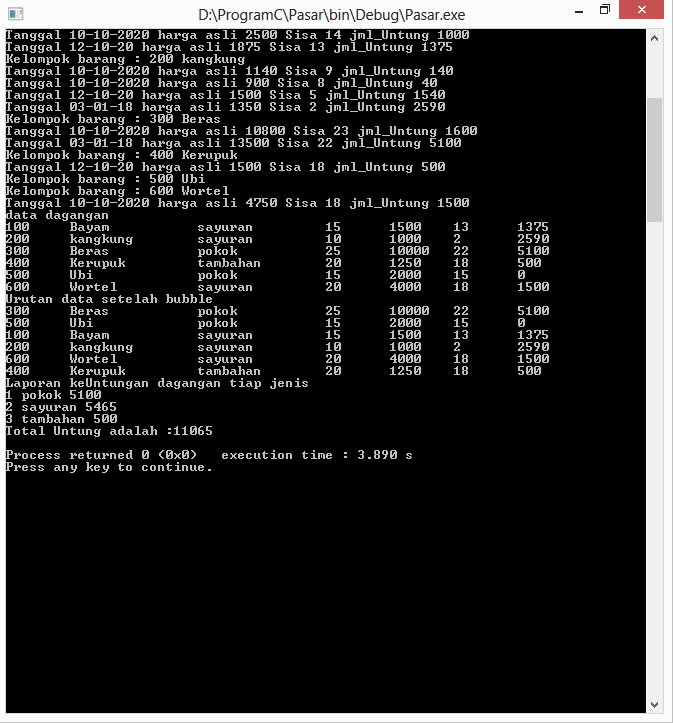 D:\ProgramC\Pasar\bin\Debug\Pasar.exe
Tanggal 10-10-2020 harga asli 2500 Sisa 14 jml_Untung 1000
Tanggal 12-10-20 harga asli 1875 Sisa 13 jml_Untung 1375
Kelompok barang : 200 kangkung
Tanggal 10-10-2020 harga asli 1140 Sisa 9 jml_Untung 140
Tanggal 10-10-2020 harga asli 900 Sisa 8 jml_Untung 40
Tanggal 12-10-20 harga asli 1500 Sisa 5 jml_Untung 1540
Tanggal 03-01-18 harga asli 1350 Sisa 2 jml_Untung 2590
Kelompok barang : 300 Beras
Tanggal 10-10-2020 harga asli 10800 Sisa 23 jml_Untung 1600
Tanggal 03-01-18 harga asli 13500 Sisa 22 jml_Untung 5100
Kelompok barang : 400 Kerupuk
Tanggal 12-10-20 harga asli 1500 Sisa 18 jml_Untung 500
Kelompok barang : 500 Ubi
Kelompok barang : 600 Wortel
Tanggal 10-10-2020 harga asli 4750 Sisa 18 jml_Untung 1500
data dagangan
100 Bayam sayuran 15 1500 13 1375
200 kangkung sayuran 10 1000 2 2590
300 Beras pokok 25 10000 22 5100
400 Kerupuk tambahan 20 1250 18 500
500 Ubi pokok 15 2000 15 0
600 Wortel sayuran 20 4000 18 1500
Urutan data setelah bubble
300 Beras pokok 25 10000 22 5100
500 Ubi pokok 15 2000 15 0
100 Bayam sayuran 15 1500 13 1375
200 kangkung sayuran 10 1000 2 2590
600 Wortel sayuran 20 4000 18 1500
400 Kerupuk tambahan 20 1250 18 500
Laporan keUntungan dagangan tiap jenis
1 pokok 5100
2 sayuran 5465
3 tambahan 500
Total Untung adalah :11065
Process returned 0 (0x0) execution time : 3.890 s
Press any key to continue.